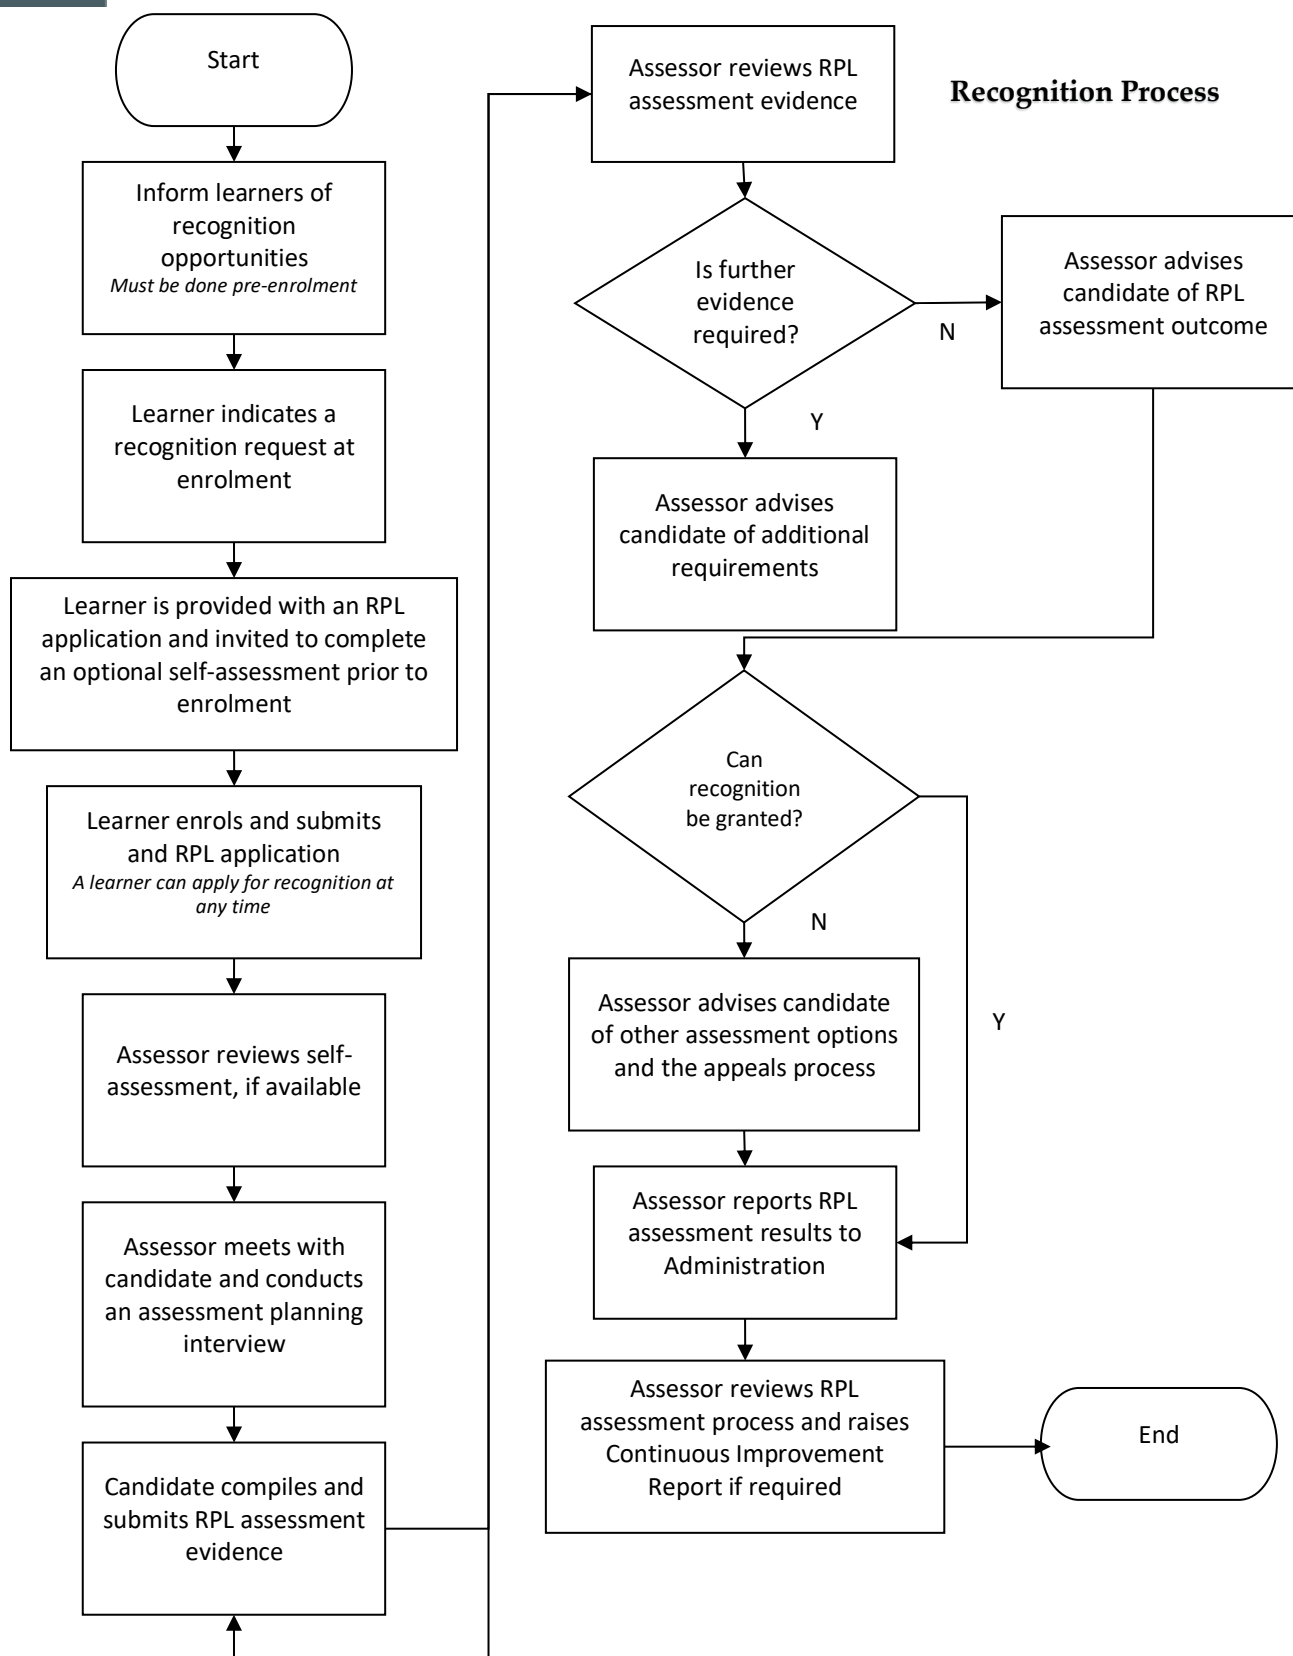 Start
Inform learners of
recognition
opportunities
Must be done pre-enrolment
Learner indicates a
recognition request at
enrolment
Learner is provided with an RPL
application and invited to complete
an optional self-assessment prior to
enrolment
Learner enrols and submits
and RPL application
A learner can apply for recognition at
any time
Assessor reviews self-
assessment, if available
Assessor meets with
candidate and conducts
an assessment planning
interview
Candidate compiles and
submits RPL assessment
evidence
Recognition Process
Assessor reviews RPL
assessment evidence
Is further
evidence
required?
N
Assessor advises
candidate of RPL
assessment outcome
Y
Assessor advises
candidate of additional
requirements
Can
recognition
be granted?
N
Y
Assessor advises candidate
of other assessment options
and the appeals process
Assessor reports RPL
assessment results to
Administration
Assessor reviews RPL
assessment process and raises
Continuous Improvement
Report if required
End